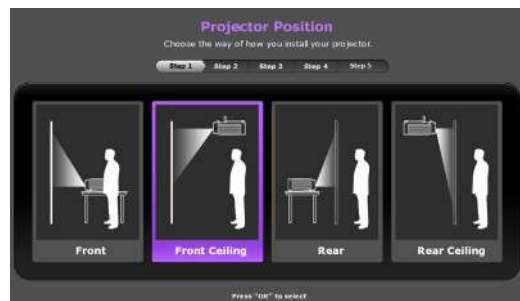 Projector Position
Choose the way of how you install your projector.
Step 1 Step 2 Step 3 Step 4 Step 5
Front Front Ceiling Rear Rear Ceiling
Press "OK" to select